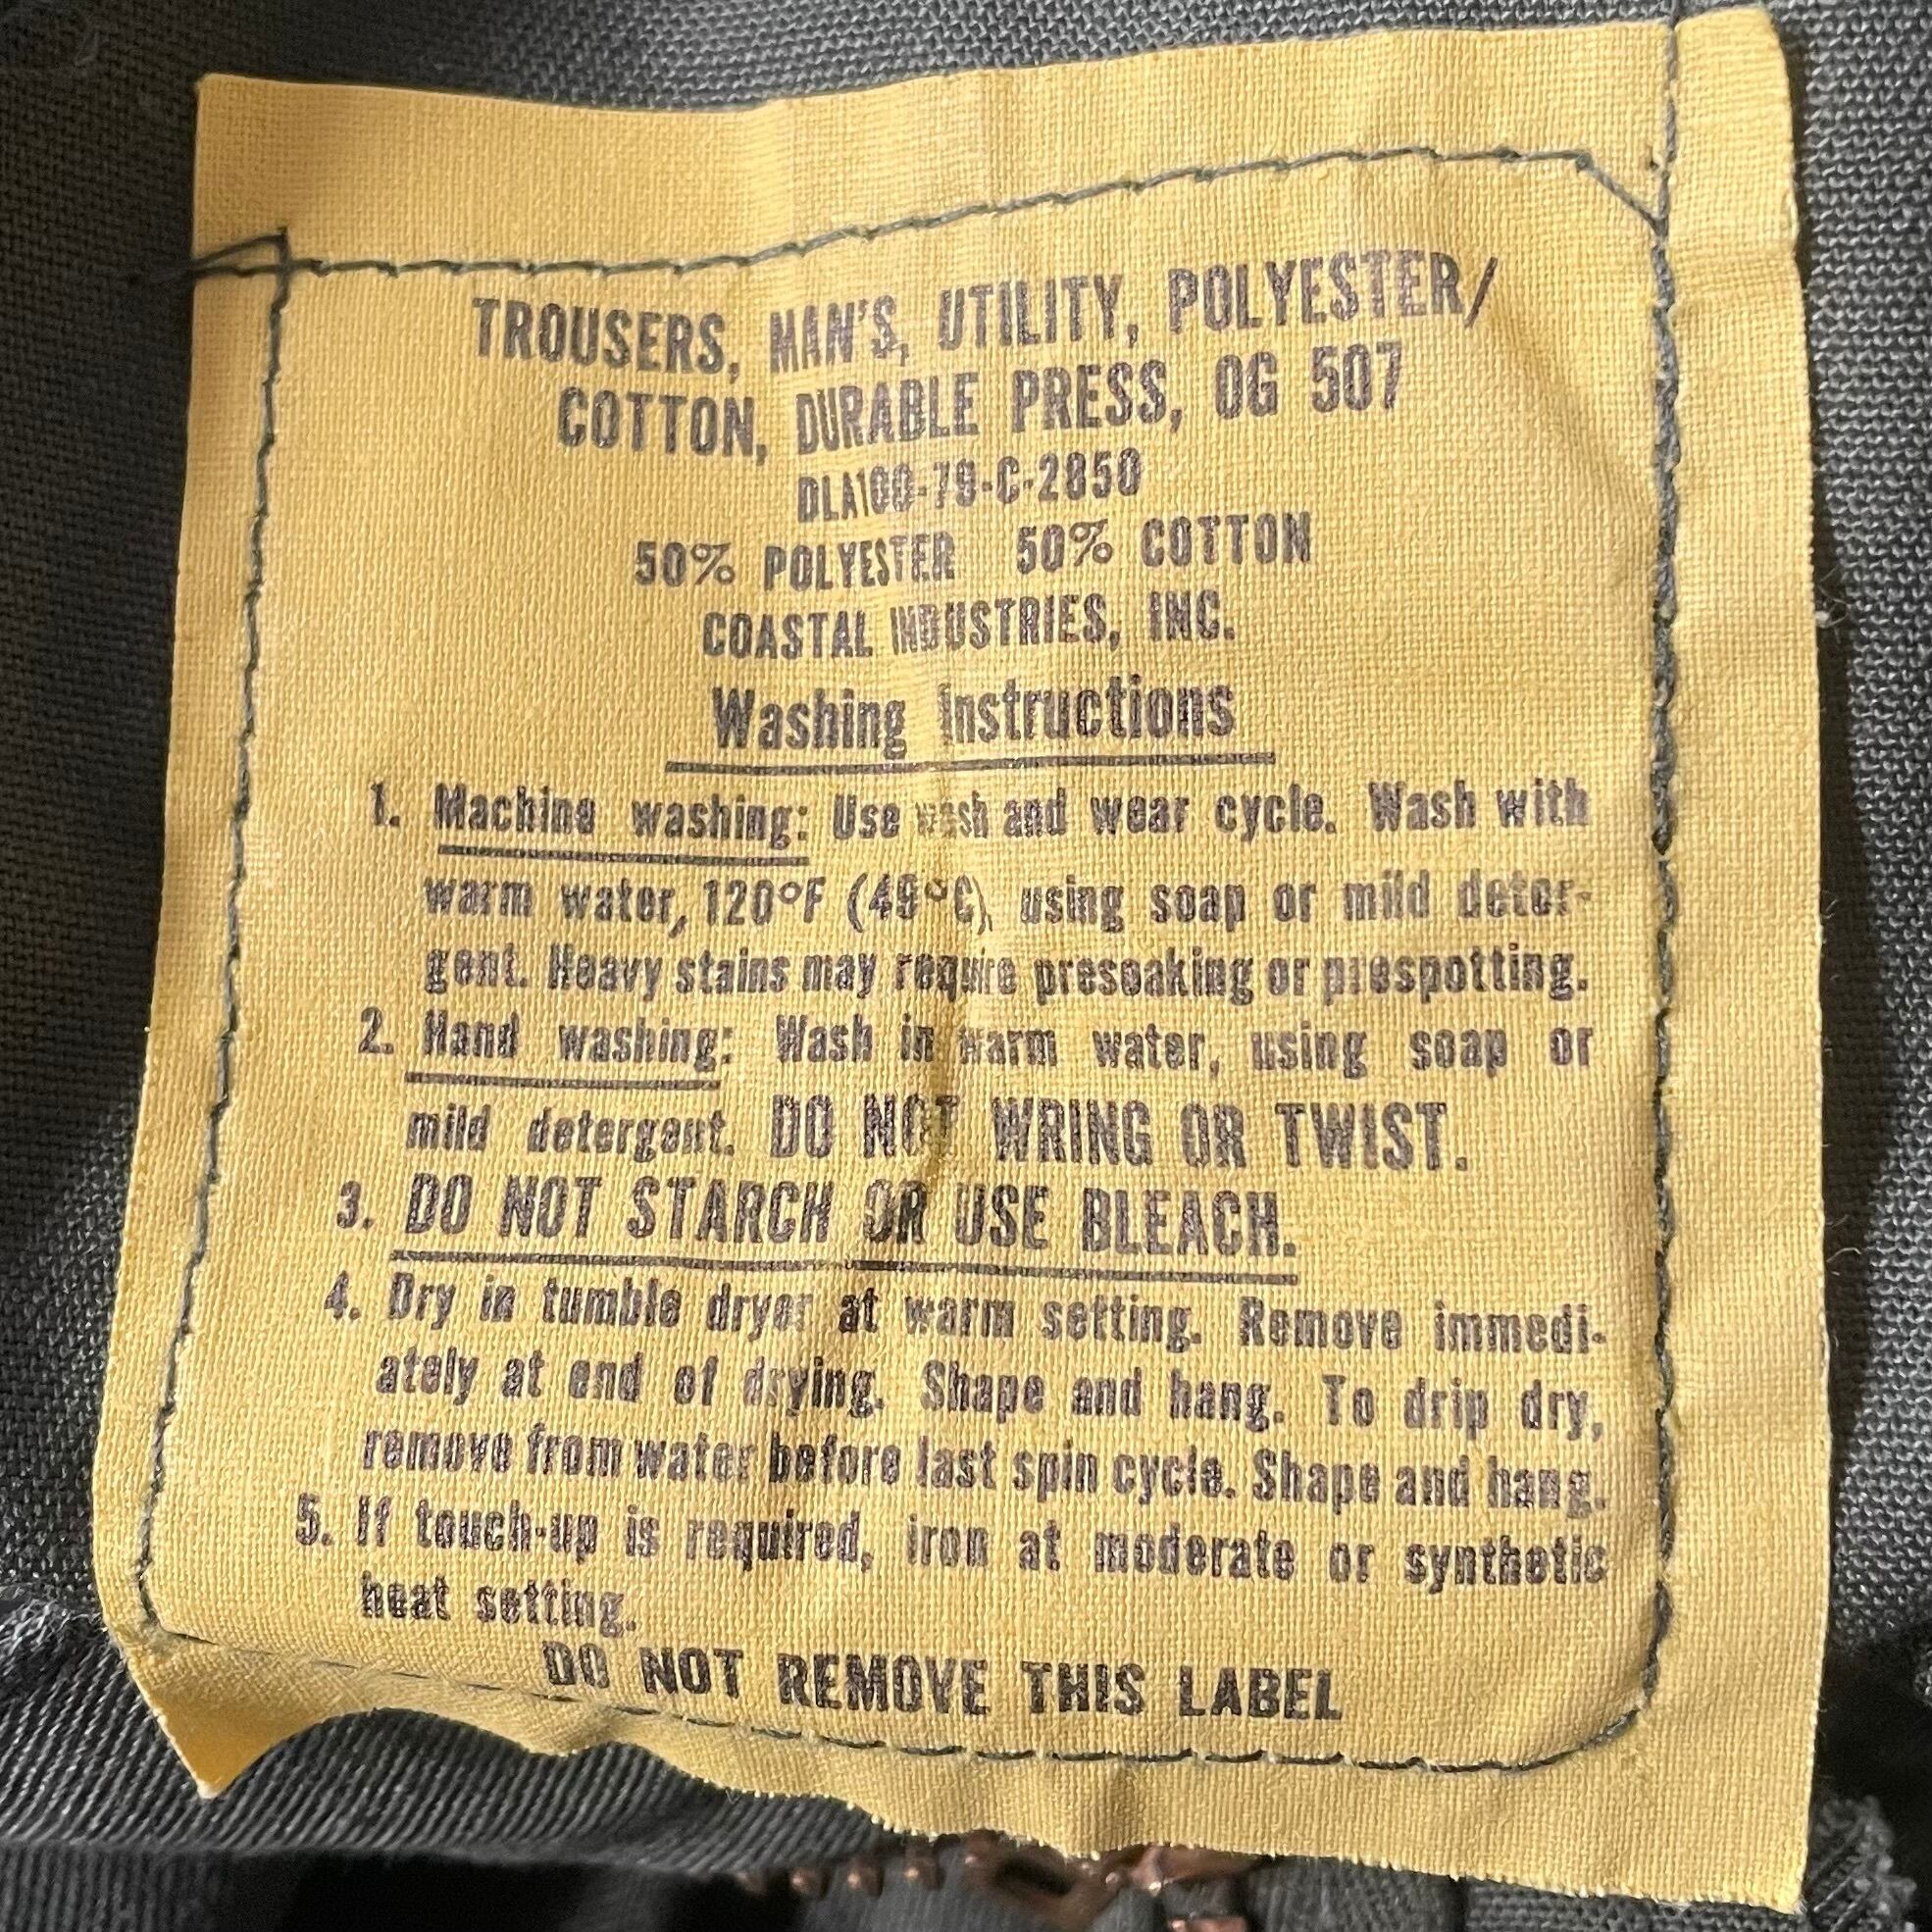 TROUSERS, MAN'S, UTILITY, POLYESTER/
COTTON, DURABLE PRESS, OG 507
DLA100-79-C-2850
50% POLYESTER 50% COTTON
COASTAL INDUSTRIES, INC.
Washing Instructions
1. Machine washing: Use wash and wear cycle. Wash with
warm water, 120°F (49°C), using soap or mild deter-
gent. Heavy stains may require presoaking or prespotting.
2. Hand washing: Wash in warm water, using soap or
mild detergent. DO NOT WRING OR TWIST.
3. DO NOT STARCH OR USE BLEACH.
4. Dry in tumble dryer at warm setting. Remove immedi-
ately at end of drying. Shape and hang. To drip dry,
remove from water before last spin cycle. Shape and hang.
5. If touch-up is required, iron at moderate or synthetic
heat setting.
DO NOT REMOVE THIS LABEL